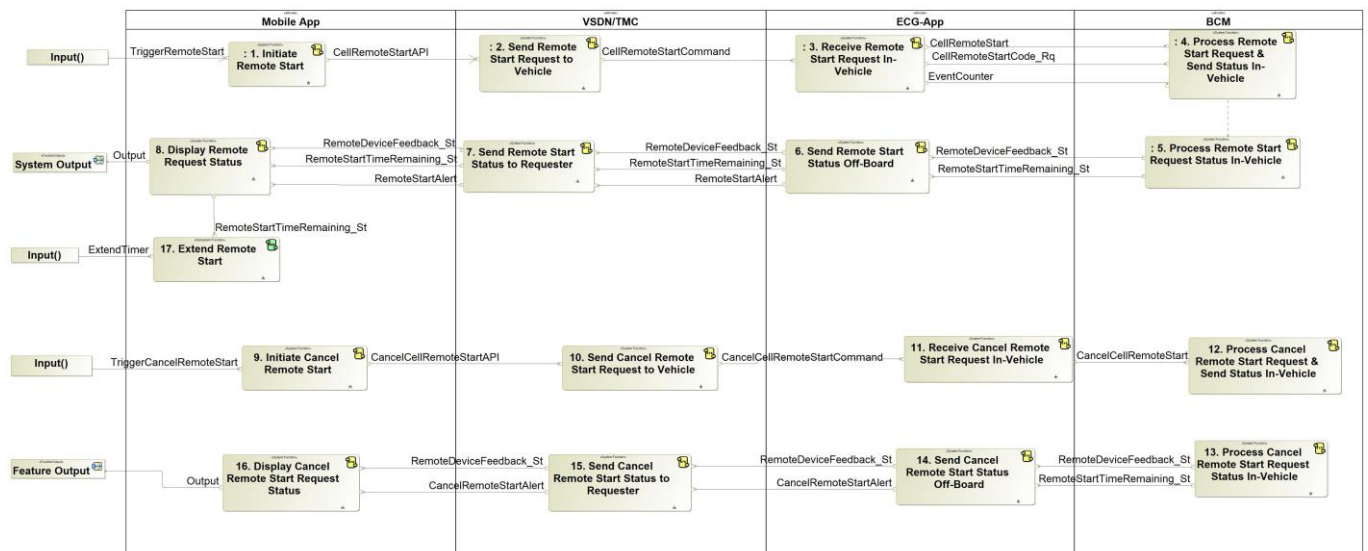 Mobile App
VSDN/TMC
ECG-App
BCM
Input()
TriggerRemoteStart
: 1. Initiate
Remote Start
CellRemoteStartAPI
: 2. Send Remote
Start Request to
Vehicle
CellRemoteStartCommand
: 3. Receive Remote
Start Request In-
Vehicle
CellRemoteStart
CellRemoteStartCode_Rq
EventCounter
: 4. Process Remote
Start Request &
Send Status In-
Vehicle
System Output
Output
8. Display Remote
Request Status
RemoteDeviceFeedback_St
RemoteStartTimeRemaining_St
RemoteStartAlert
7. Send Remote Start
Status to Requester
RemoteDeviceFeedback_St
RemoteStartTimeRemaining_St
RemoteStartAlert
6. Send Remote Start
Status Off-Board
RemoteDeviceFeedback_St
RemoteStartTimeRemaining_St
: 5. Process Remote Start
Request Status In-Vehicle
RemoteStartTimeRemaining_St
Input()
ExtendTimer
17. Extend Remote
Start
Input()
TriggerCancelRemoteStart
9. Initiate Cancel
Remote Start
CancelCellRemoteStartAPI
10. Send Cancel Remote
Start Request to Vehicle
CancelCellRemoteStartCommand
11. Receive Cancel Remote
Start Request In-Vehicle
CancelCellRemoteStart
12. Process Cancel
Remote Start Request &
Send Status In-Vehicle
Feature Output
Output
16. Display Cancel
Remote Start Request
Status
RemoteDeviceFeedback_St
CancelRemoteStartAlert
15. Send Cancel
Remote Start Status to
Requester
RemoteDeviceFeedback_St
CancelRemoteStartAlert
14. Send Cancel
Remote Start Status
Off-Board
RemoteDeviceFeedback_St
RemoteStartTimeRemaining_St
13. Process Cancel
Remote Start Request
Status In-Vehicle